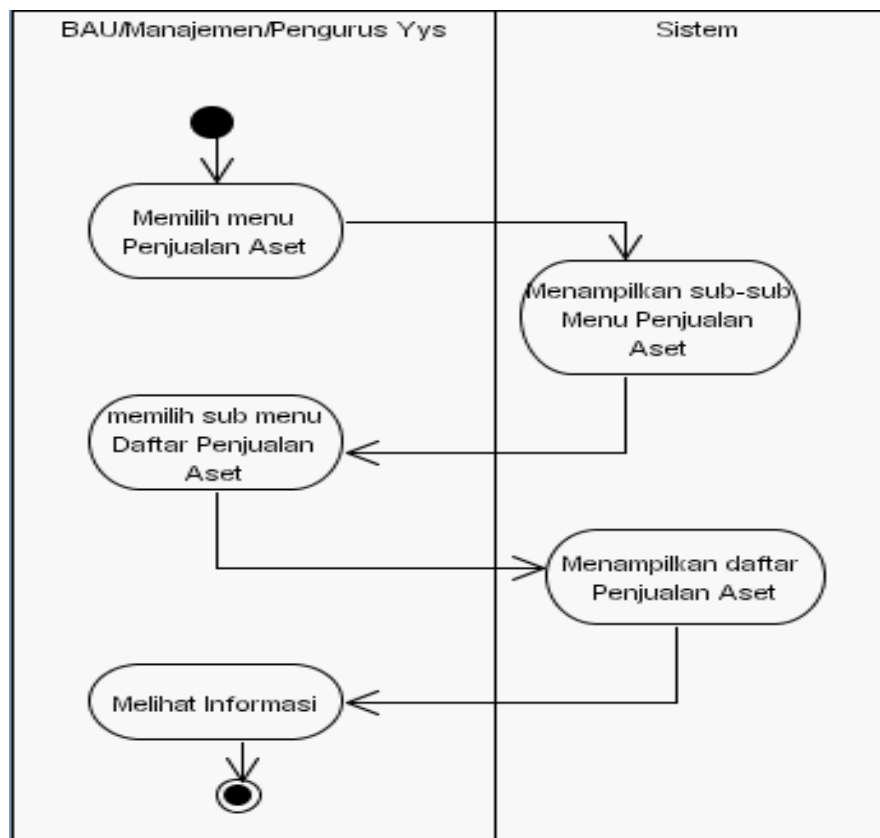 BAU/Manajemen/Pengurus Yys
Sistem
Memilih menu
Penjualan Aset
Menampilkan sub-sub
Menu Penjualan
Aset
memilih sub menu
Daftar Penjualan
Aset
Menampilkan daftar
Penjualan Aset
Melihat Informasi